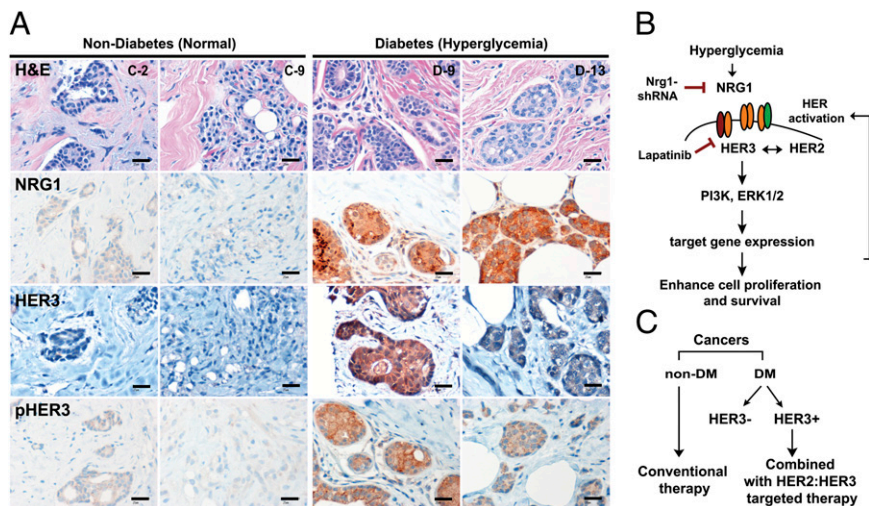 A
Non-Diabetes (Normal)
Diabetes (Hyperglycemia)
H&E
C-2
C-9
D-9
D-13
NRG1
HER3
pHER3
B
Hyperglycemia
Nrg1-
shRNA
NRG1
HER
activation
Lapatinib
HER3
HER2
PI3K, ERK1/2
target gene expression
Enhance cell proliferation
and survival
C
Cancers
non-DM
DM
HER3-
HER3+
Conventional
therapy
Combined
with HER2:HER3
targeted therapy